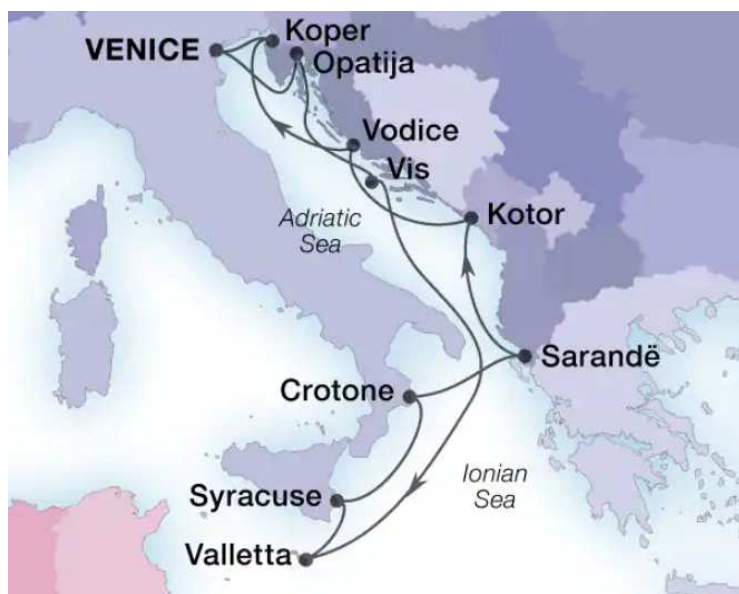 Koper
VENICE
Opatija
Vodice
Vis
Adriatic
Sea
Kotor
Sarandë
Crotone
Ionian
Sea
Syracuse
Valletta